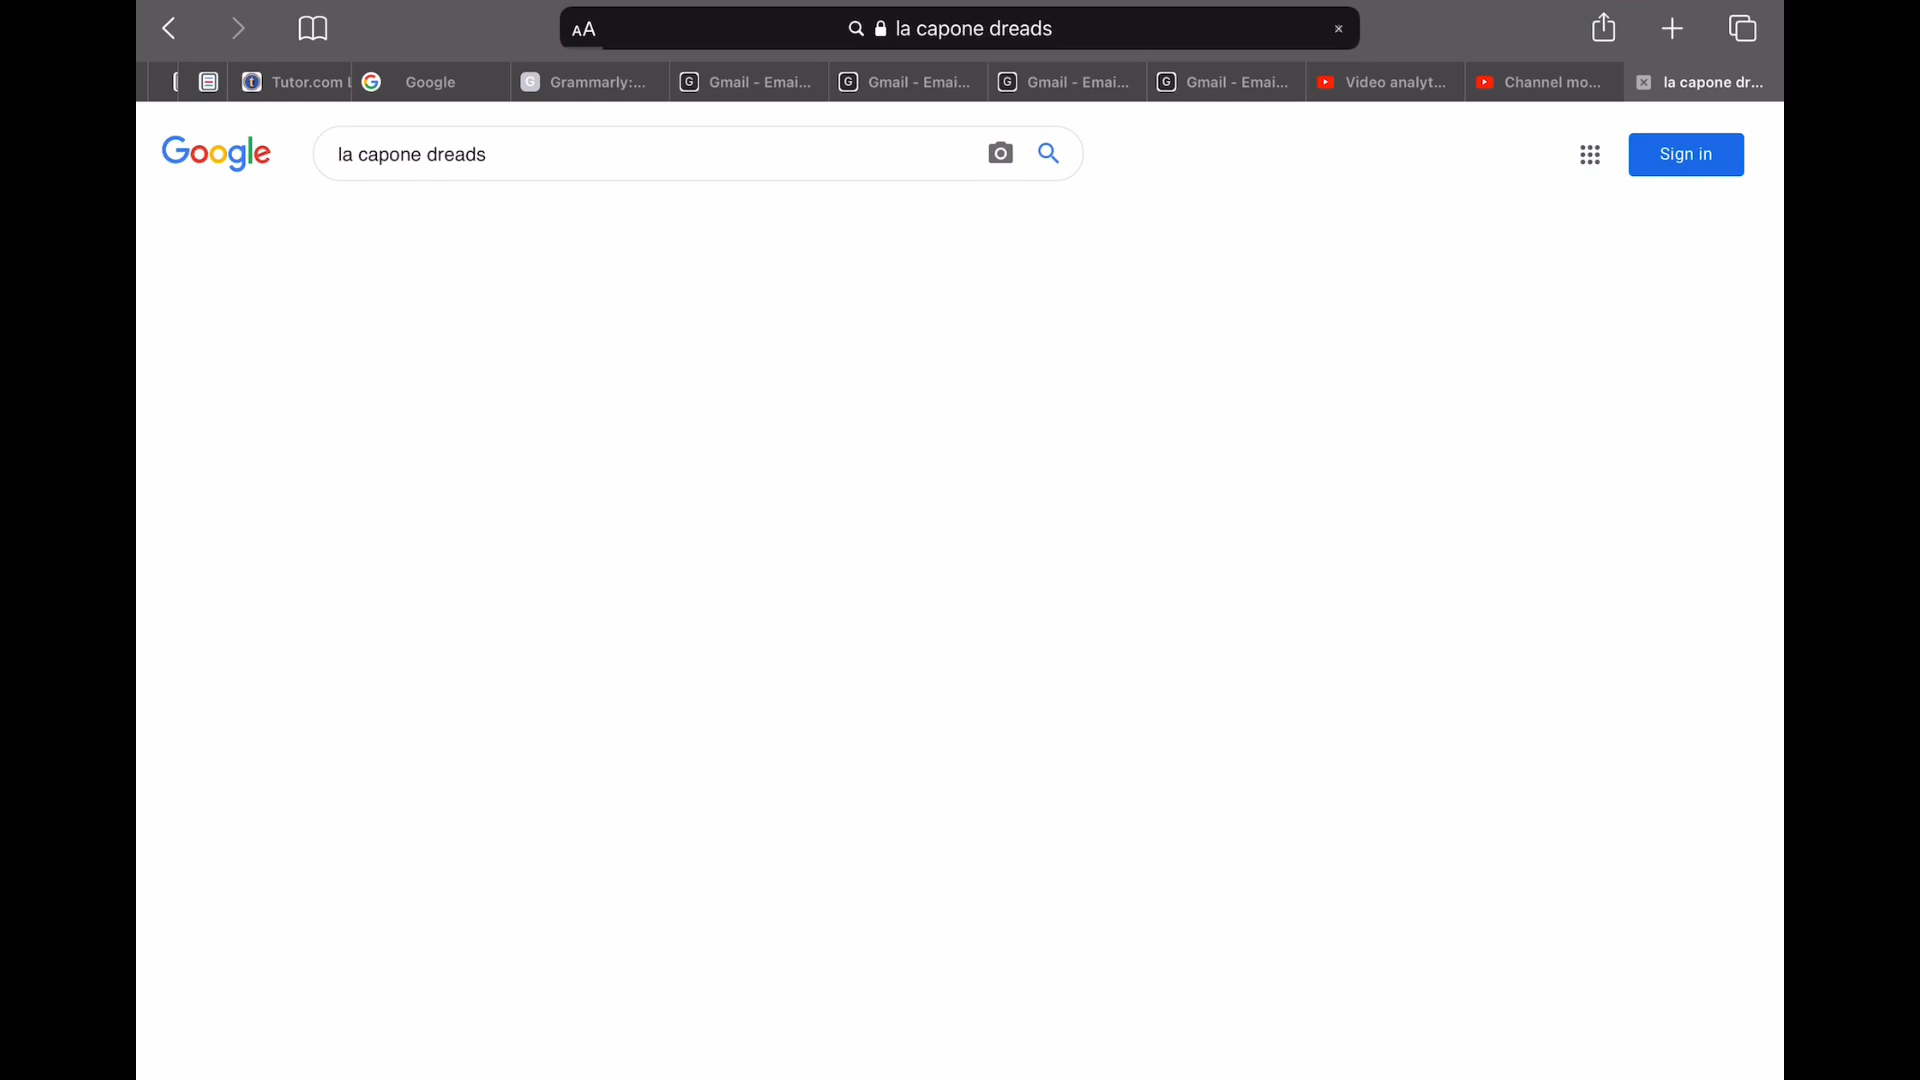 AA la capone dreads
Tutor.com Google Grammarly:... Gmail - Emai... Gmail - Emai... Gmail - Emai... Gmail - Emai... Video analyt... Channel mo... la capone dr...
Google la capone dreads Sign in